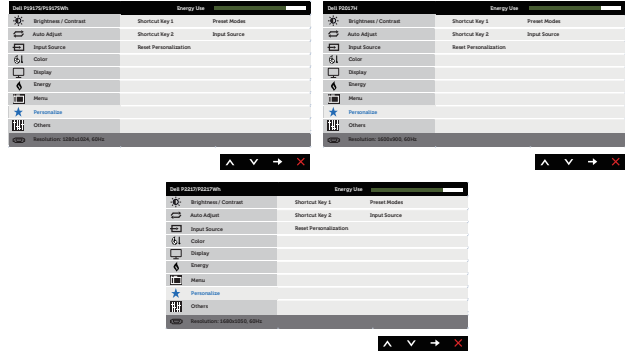 Dell P1917S/P1917SWh Energy Use
Brightness / Contrast Shortcut Key 1 Preset Modes
Auto Adjust Shortcut Key 2 Input Source
Input Source Reset Personalization
Color
Display
Energy
Menu
Personalize
Others
Resolution: 1280x1024, 60Hz
Dell P2017H Energy Use
Brightness / Contrast Shortcut Key 1 Preset Modes
Auto Adjust Shortcut Key 2 Input Source
Input Source Reset Personalization
Color
Display
Energy
Menu
Personalize
Others
Resolution: 1600x900, 60Hz
Dell P2217/P2217Wh Energy Use
Brightness / Contrast Shortcut Key 1 Preset Modes
Auto Adjust Shortcut Key 2 Input Source
Input Source Reset Personalization
Color
Display
Energy
Menu
Personalize
Others
Resolution: 1680x1050, 60Hz